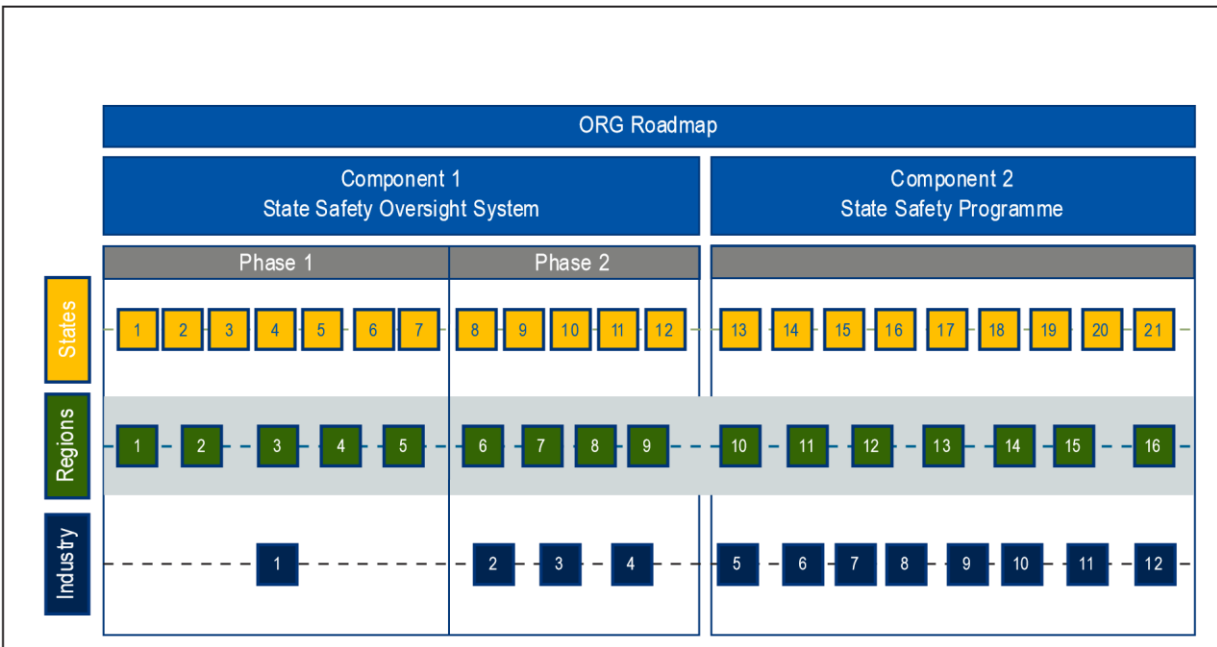 ORG Roadmap
Component 1
State Safety Oversight System
Component 2
State Safety Programme
Phase 1
Phase 2
States
1 2 3 4 5 6 7 8 9 10 11 12 13 14 15 16 17 18 19 20 21
Regions
1 2 3 4 5 6 7 8 9 10 11 12 13 14 15 16
Industry
1 2 3 4 5 6 7 8 9 10 11 12